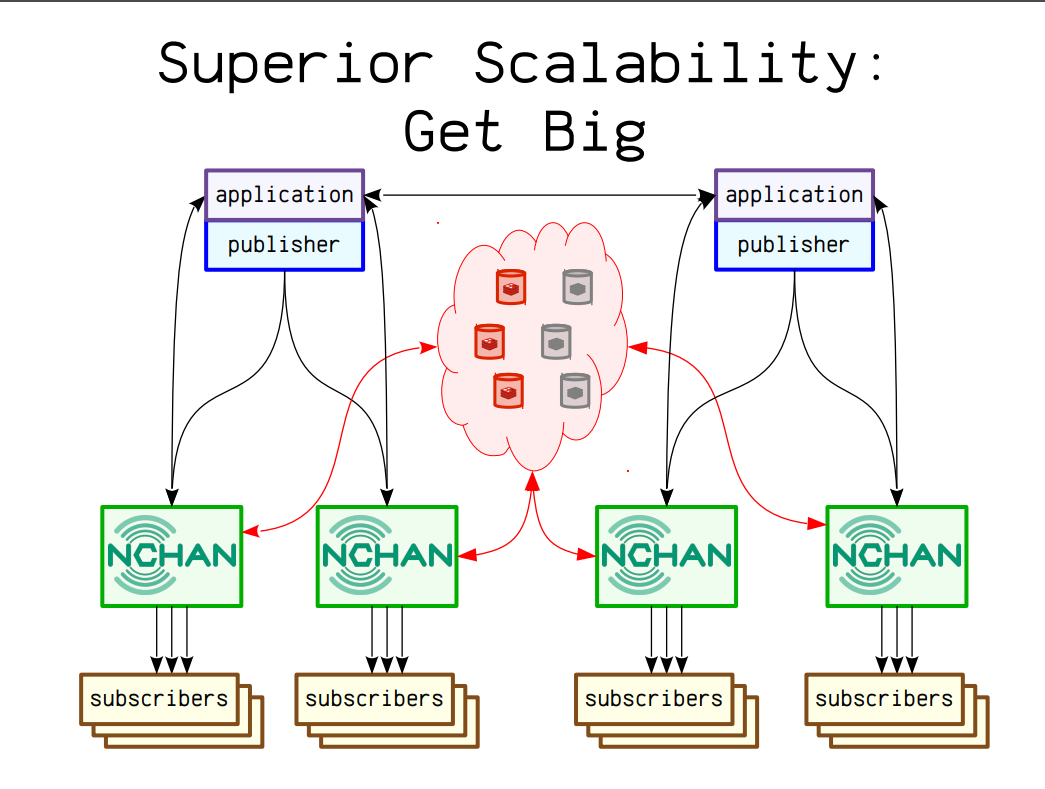 Superior Scalability:
Get Big
application
application
publisher
publisher
NCHAN
NCHAN
NCHAN
NCHAN
subscribers
subscribers
subscribers
subscribers